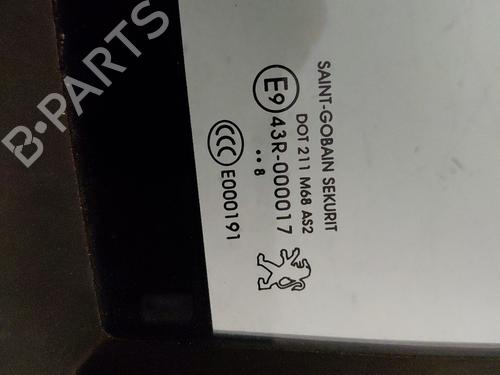 SAINT-GOBAIN SEKURIT
DOT 211 M68 AS2
E9 43R-000017
..8
CCC E000191
B-PARTS